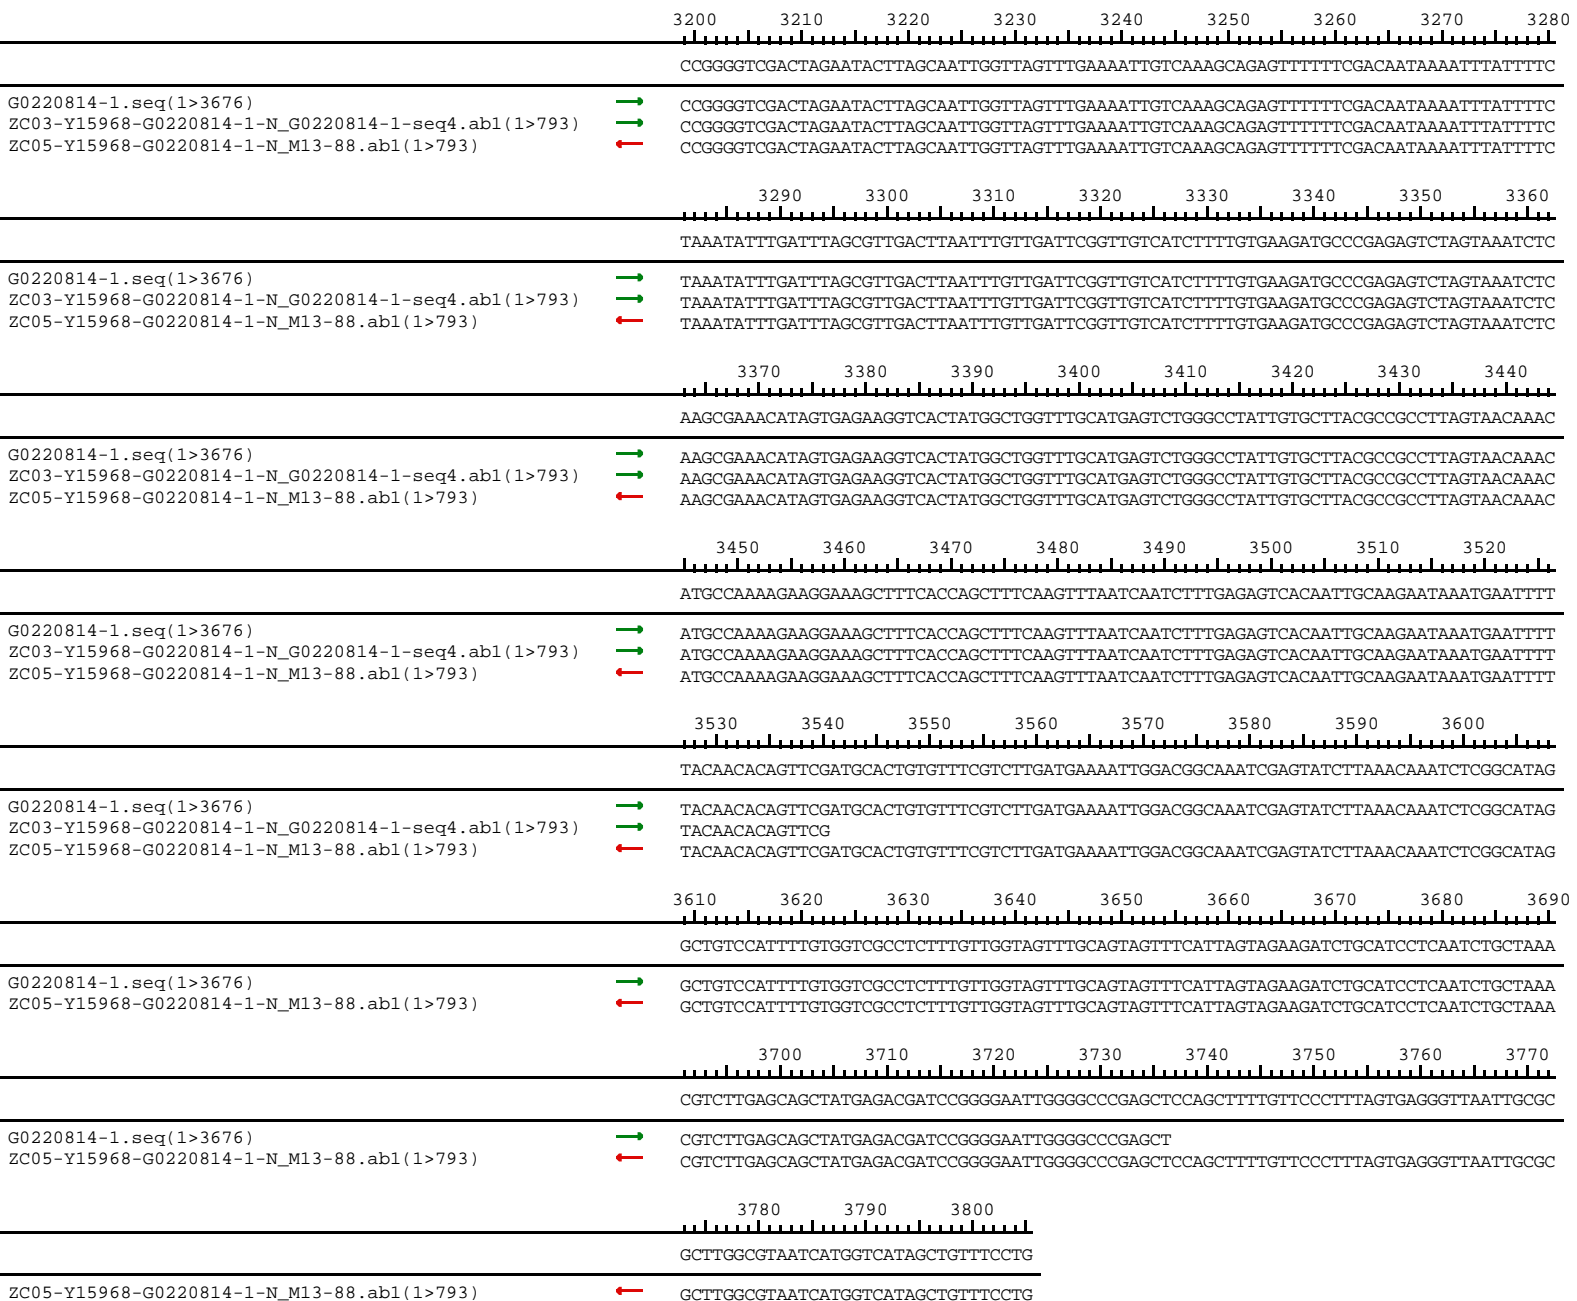 3200 3210 3220 3230 3240 3250 3260 3270 3280
CCGGGGTCGACTAGAATACTTAGCAATTGGTTAGTTTGAAAATTGTCAAAGCAGAGTTTTTTCGACAATAAAATTTATTTTC
G0220814-1.seq(1>3676) CCGGGGTCGACTAGAATACTTAGCAATTGGTTAGTTTGAAAATTGTCAAAGCAGAGTTTTTTCGACAATAAAATTTATTTTC
ZC03-Y15968-G0220814-1-N_G0220814-1-seq4.ab1(1>793) CCGGGGTCGACTAGAATACTTAGCAATTGGTTAGTTTGAAAATTGTCAAAGCAGAGTTTTTTCGACAATAAAATTTATTTTC
ZC05-Y15968-G0220814-1-N_M13-88.ab1(1>793) CCGGGGTCGACTAGAATACTTAGCAATTGGTTAGTTTGAAAATTGTCAAAGCAGAGTTTTTTCGACAATAAAATTTATTTTC
3290 3300 3310 3320 3330 3340 3350 3360
TAAATATTTGATTTAGCGTTGACTTAATTTGTTGATTCGGTTGTCATCTTTTGTGAAGATGCCCGAGAGTCTAGTAAATCTC
G0220814-1.seq(1>3676) TAAATATTTGATTTAGCGTTGACTTAATTTGTTGATTCGGTTGTCATCTTTTGTGAAGATGCCCGAGAGTCTAGTAAATCTC
ZC03-Y15968-G0220814-1-N_G0220814-1-seq4.ab1(1>793) TAAATATTTGATTTAGCGTTGACTTAATTTGTTGATTCGGTTGTCATCTTTTGTGAAGATGCCCGAGAGTCTAGTAAATCTC
ZC05-Y15968-G0220814-1-N_M13-88.ab1(1>793) TAAATATTTGATTTAGCGTTGACTTAATTTGTTGATTCGGTTGTCATCTTTTGTGAAGATGCCCGAGAGTCTAGTAAATCTC
3370 3380 3390 3400 3410 3420 3430 3440
AAGCGAAACATAGTGAGAAGGTCACTATGGCTGGTTTGCATGAGTCTGGGCCTATTGTGCTTACGCCGCCTTAGTAACAAAC
G0220814-1.seq(1>3676) AAGCGAAACATAGTGAGAAGGTCACTATGGCTGGTTTGCATGAGTCTGGGCCTATTGTGCTTACGCCGCCTTAGTAACAAAC
ZC03-Y15968-G0220814-1-N_G0220814-1-seq4.ab1(1>793) AAGCGAAACATAGTGAGAAGGTCACTATGGCTGGTTTGCATGAGTCTGGGCCTATTGTGCTTACGCCGCCTTAGTAACAAAC
ZC05-Y15968-G0220814-1-N_M13-88.ab1(1>793) AAGCGAAACATAGTGAGAAGGTCACTATGGCTGGTTTGCATGAGTCTGGGCCTATTGTGCTTACGCCGCCTTAGTAACAAAC
3450 3460 3470 3480 3490 3500 3510 3520
ATGCCAAAAGAAGGAAAGCTTTCACCAGCTTTCAAGTTTAATCAATCTTTGAGAGTCACAATTGCAAGAATAAATGAATTTT
G0220814-1.seq(1>3676) ATGCCAAAAGAAGGAAAGCTTTCACCAGCTTTCAAGTTTAATCAATCTTTGAGAGTCACAATTGCAAGAATAAATGAATTTT
ZC03-Y15968-G0220814-1-N_G0220814-1-seq4.ab1(1>793) ATGCCAAAAGAAGGAAAGCTTTCACCAGCTTTCAAGTTTAATCAATCTTTGAGAGTCACAATTGCAAGAATAAATGAATTTT
ZC05-Y15968-G0220814-1-N_M13-88.ab1(1>793) ATGCCAAAAGAAGGAAAGCTTTCACCAGCTTTCAAGTTTAATCAATCTTTGAGAGTCACAATTGCAAGAATAAATGAATTTT
3530 3540 3550 3560 3570 3580 3590 3600
TACAACACAGTTCGATGCACTGTGTTTCGTCTTGATGAAAATTGGACGGCAAATCGAGTATCTTAAACAAATCTCGGCATAG
G0220814-1.seq(1>3676) TACAACACAGTTCGATGCACTGTGTTTCGTCTTGATGAAAATTGGACGGCAAATCGAGTATCTTAAACAAATCTCGGCATAG
ZC03-Y15968-G0220814-1-N_G0220814-1-seq4.ab1(1>793) TACAACACAGTTCG
ZC05-Y15968-G0220814-1-N_M13-88.ab1(1>793) TACAACACAGTTCGATGCACTGTGTTTCGTCTTGATGAAAATTGGACGGCAAATCGAGTATCTTAAACAAATCTCGGCATAG
3610 3620 3630 3640 3650 3660 3670 3680 3690
GCTGTCCATTTTGTGGTCGCCTCTTTGTTGGTAGTTTGCAGTAGTTTCATTAGTAGAAGATCTGCATCCTCAATCTGCTAAA
G0220814-1.seq(1>3676) GCTGTCCATTTTGTGGTCGCCTCTTTGTTGGTAGTTTGCAGTAGTTTCATTAGTAGAAGATCTGCATCCTCAATCTGCTAAA
ZC05-Y15968-G0220814-1-N_M13-88.ab1(1>793) GCTGTCCATTTTGTGGTCGCCTCTTTGTTGGTAGTTTGCAGTAGTTTCATTAGTAGAAGATCTGCATCCTCAATCTGCTAAA
3700 3710 3720 3730 3740 3750 3760 3770
CGTCTTGAGCAGCTATGAGACGATCCGGGGAATTGGGGCCCGAGCTCCAGCTTTTGTTCCCTTTAGTGAGGGTTAATTGCGC
G0220814-1.seq(1>3676) CGTCTTGAGCAGCTATGAGACGATCCGGGGAATTGGGGCCCGAGCT
ZC05-Y15968-G0220814-1-N_M13-88.ab1(1>793) CGTCTTGAGCAGCTATGAGACGATCCGGGGAATTGGGGCCCGAGCTCCAGCTTTTGTTCCCTTTAGTGAGGGTTAATTGCGC
3780 3790 3800
GCTTGGCGTAATCATGGTCATAGCTGTTTCCTG
ZC05-Y15968-G0220814-1-N_M13-88.ab1(1>793) GCTTGGCGTAATCATGGTCATAGCTGTTTCCTG